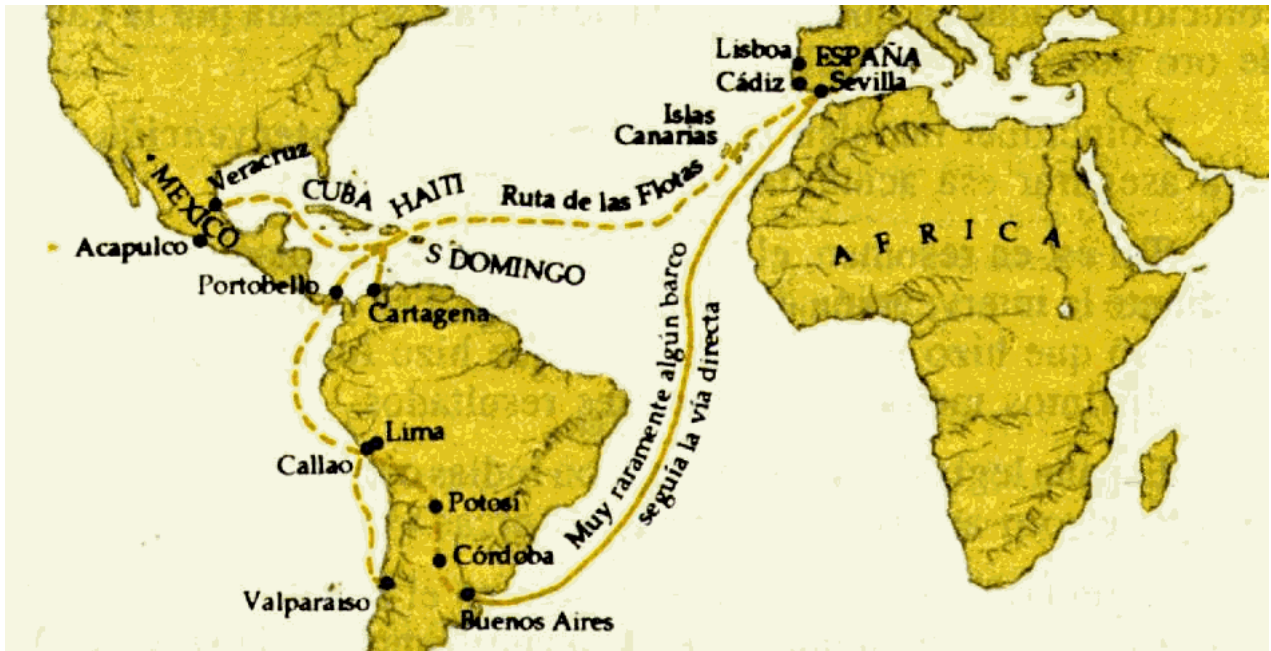 Lisboa
ESPAÑA
Cádiz
Sevilla
Islas
Canarias
Veracruz
MEXICO
CUBA
HAITI
Ruta de las Flotas
Acapulco
S DOMINGO
AFRICA
Portobello
Cartagena
Muy raramente algún barco
seguía la vía directa
Lima
Callao
Potosí
Córdoba
Valparaiso
Buenos Aires